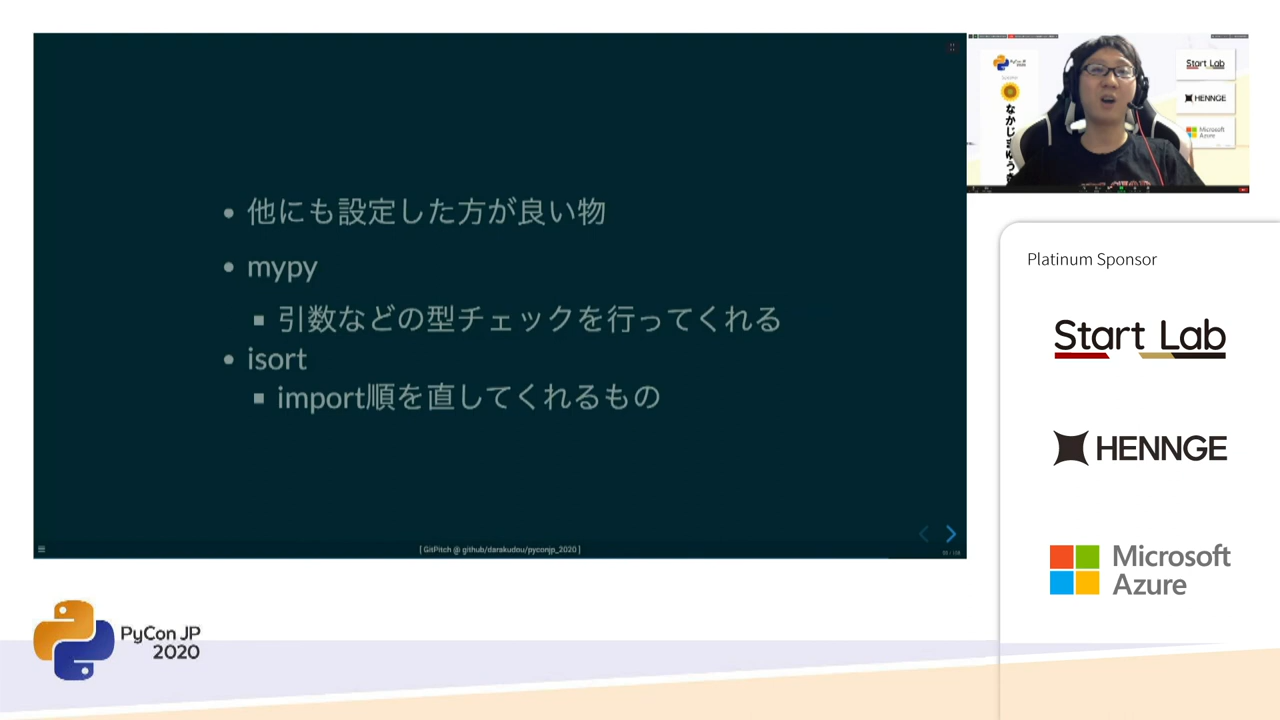 他にも設定した方が良い物
mypy
引数などの型チェックを行ってくれる
isort
import順を直してくれるもの
[ GitPitch @ github/darakudou/pyconjp_2020 ]
PyCon JP
2020
Start Lab
HENNGE
Microsoft
Azure
Platinum Sponsor
Start Lab
HENNGE
Microsoft
Azure
PyCon JP
2020